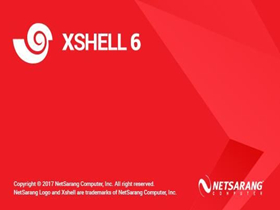 XSHELL 6
Copyright © 2017 NetSarang Computer, Inc. All right reserved.
NetSarang Logo and Xshell are trademarks of NetSarang Computer, Inc.
NETSARANG
COMPUTER